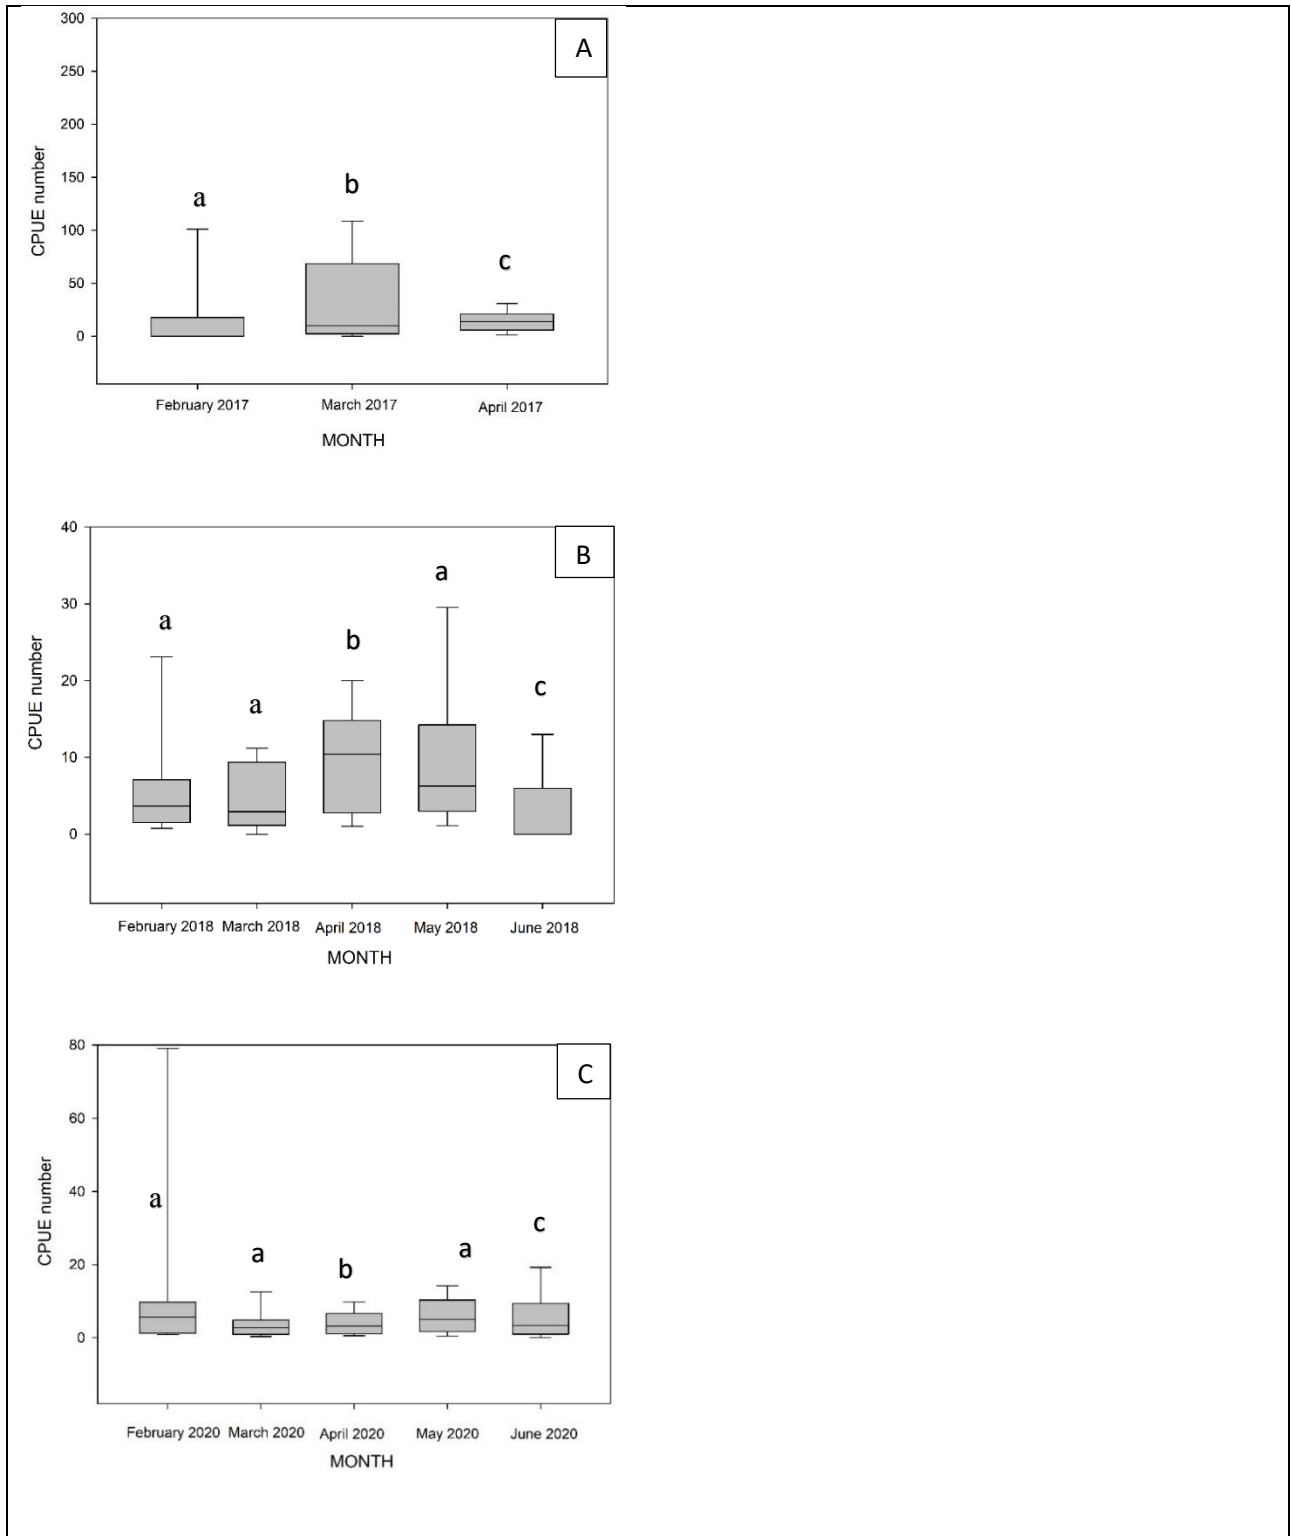 A
300
250
200
150
100
50
0
CPUE number
a
b
c
February 2017 March 2017 April 2017
MONTH
B
40
30
20
10
0
CPUE number
a
a
b
a
c
February 2018 March 2018 April 2018 May 2018 June 2018
MONTH
C
80
60
40
20
0
CPUE number
a
a
b
a
c
February 2020 March 2020 April 2020 May 2020 June 2020
MONTH